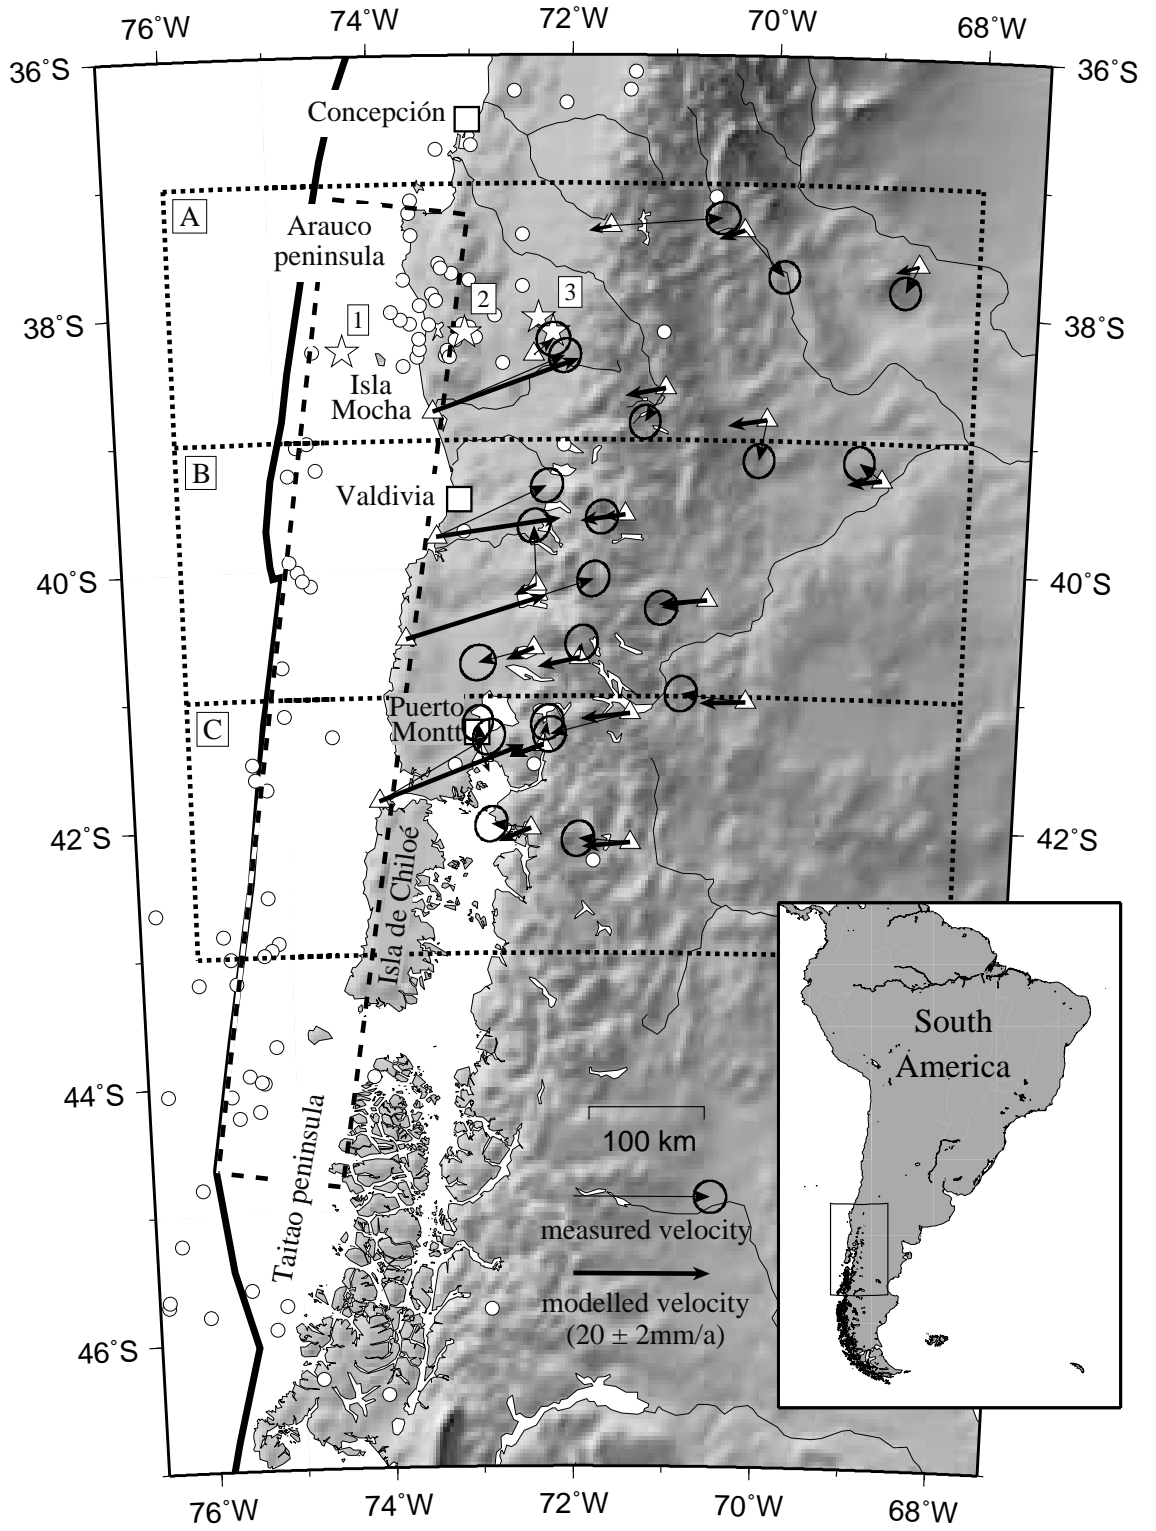 76°W
74°W
72°W
70°W
68°W
36°S
36°S
Concepción
A
Arauco
peninsula
1
2
3
38°S
38°S
Isla
Mocha
B
Valdivia
40°S
40°S
C
Puerto
Montt
42°S
42°S
Isla de Chiloé
South
America
44°S
100 km
Taitao peninsula
measured velocity
modelled velocity
(20 ± 2mm/a)
46°S
76°W
74°W
72°W
70°W
68°W